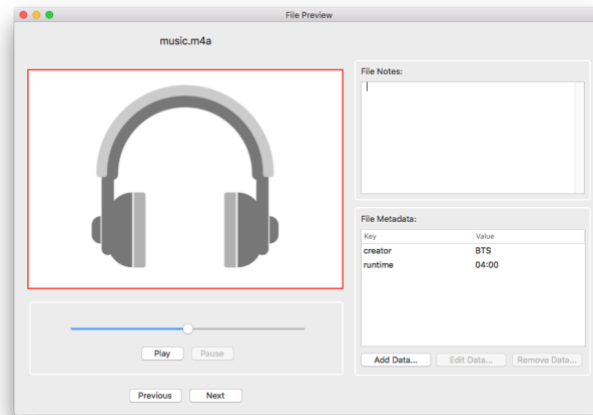 File Preview
music.m4a
File Notes:
File Metadata:
Key Value
creator BTS
runtime 04:00
Play Pause
Add Data... Edit Data... Remove Data...
Previous Next